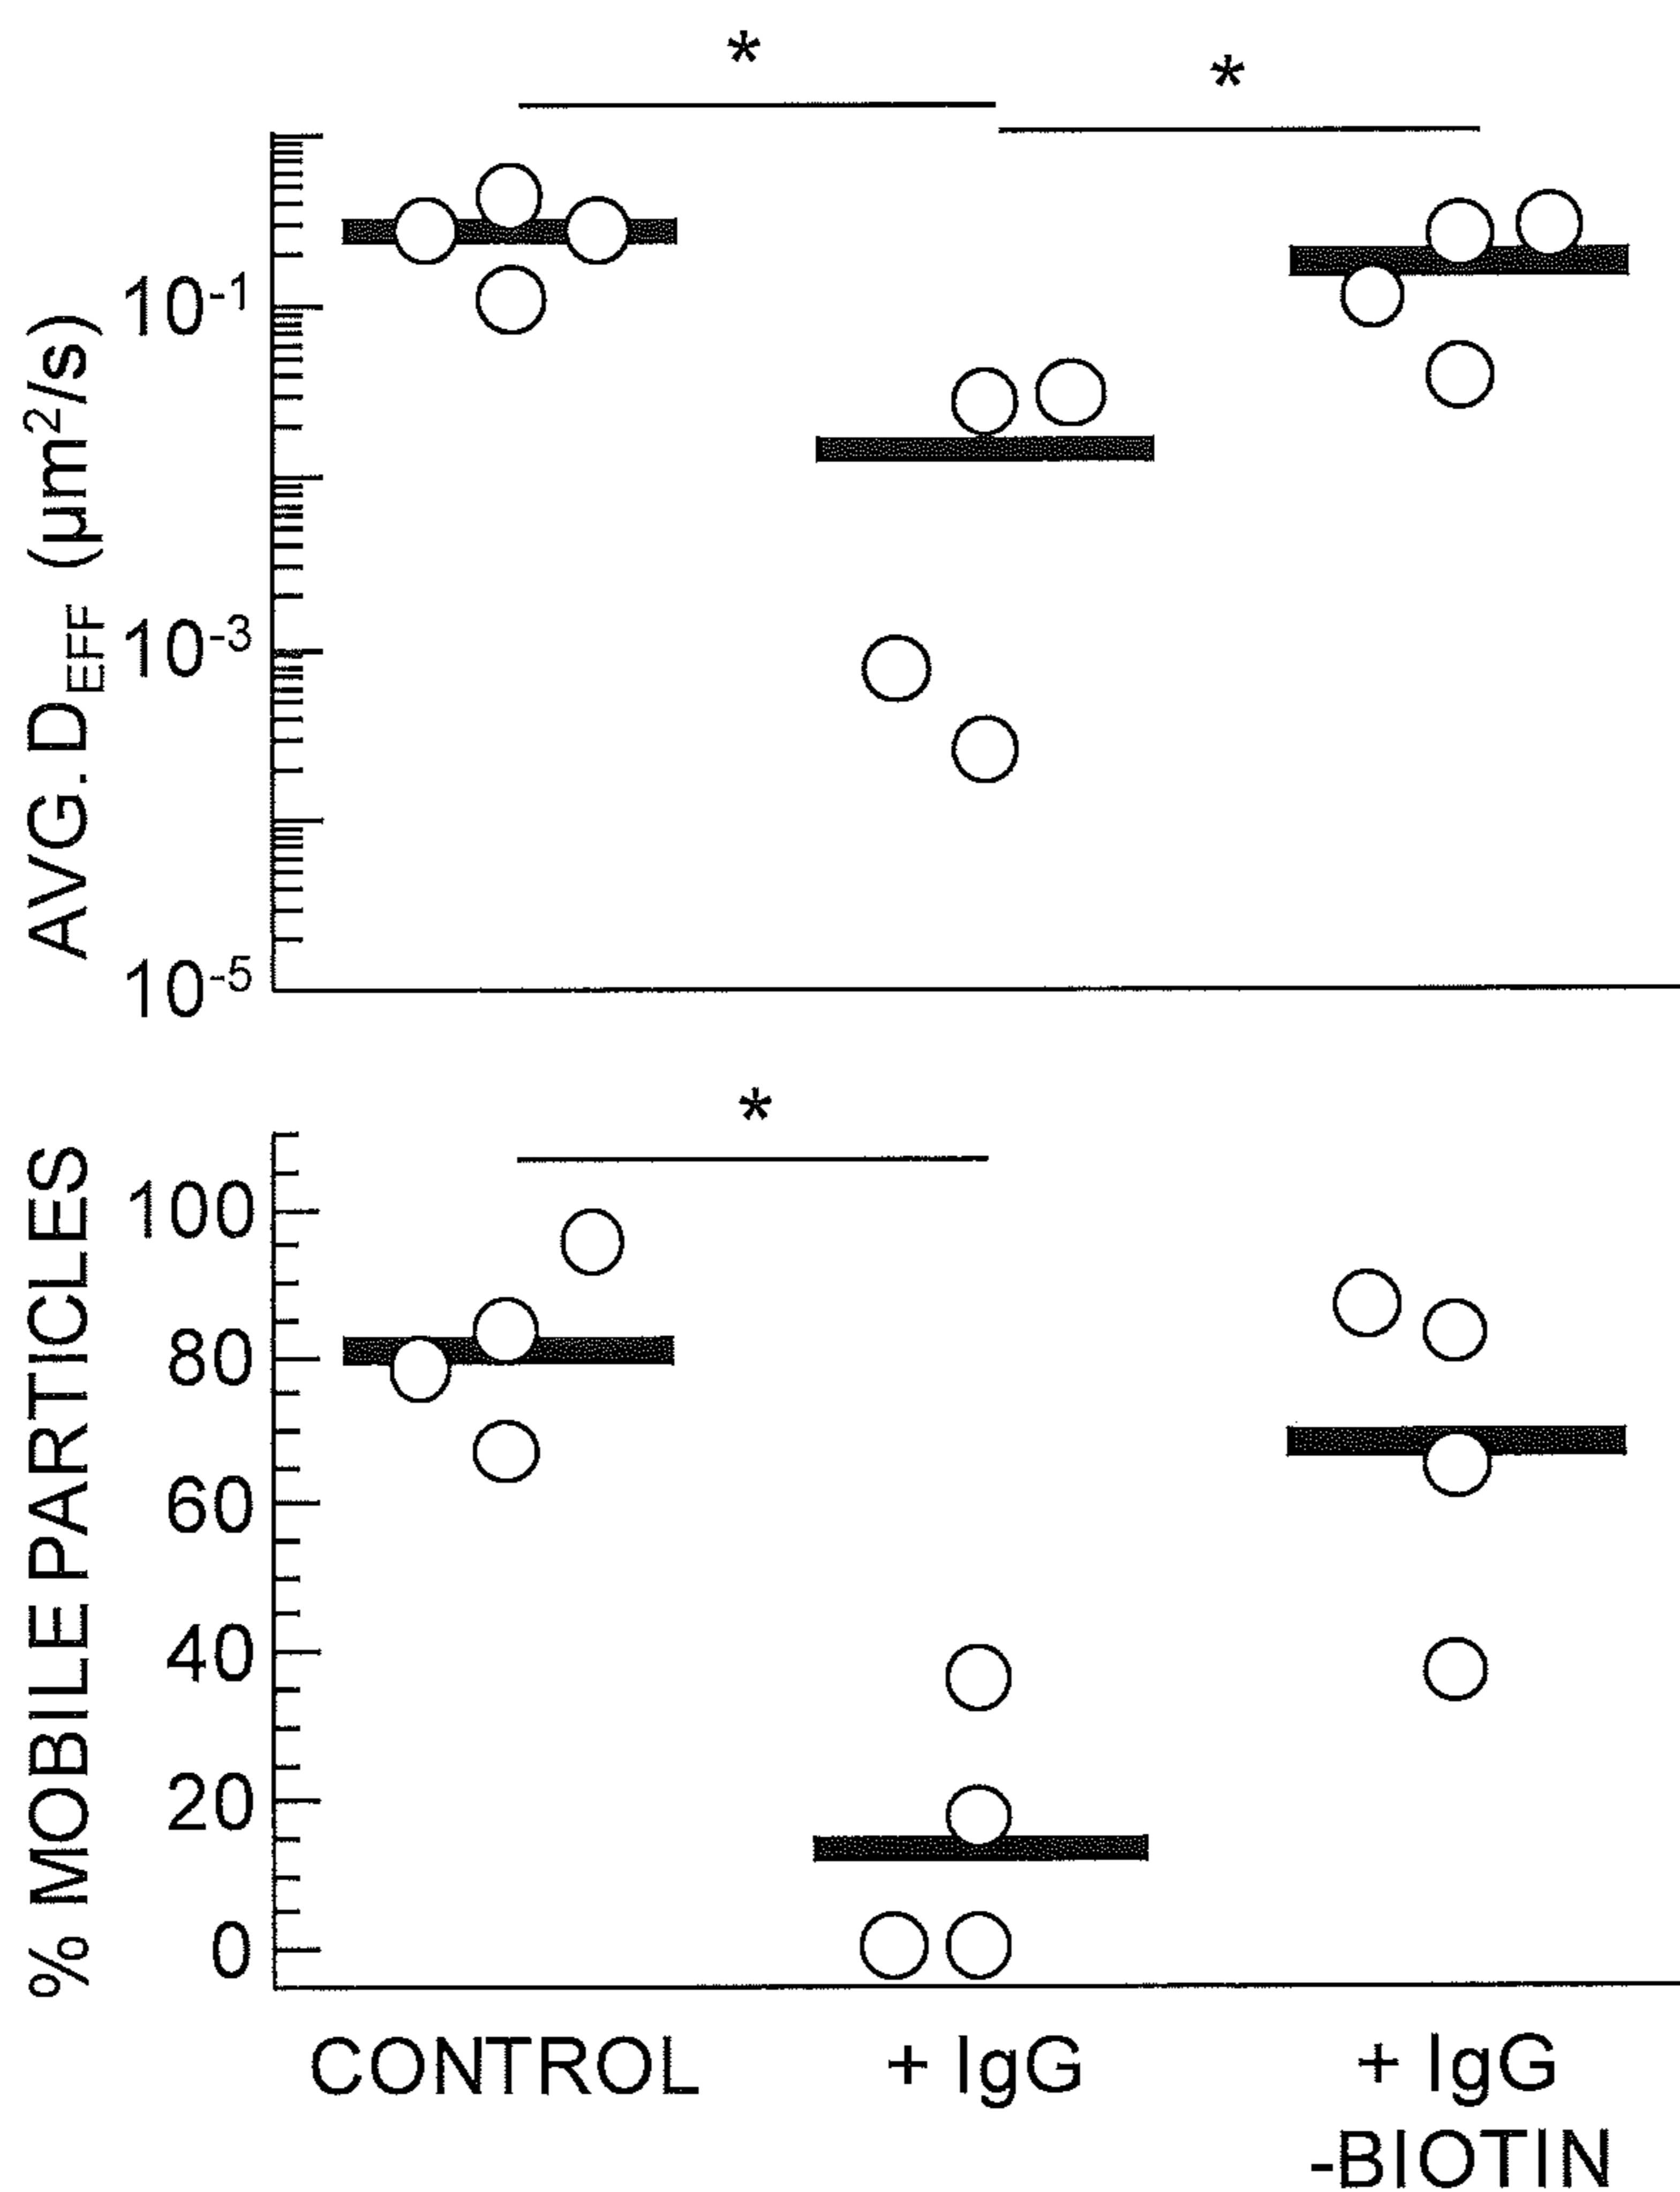 *
*
AVG. D_EFF (µm²/s)
10⁻¹
10⁻³
10⁻⁵
*
% MOBILE PARTICLES
100
80
60
40
20
0
CONTROL
+ IgG
+ IgG
-BIOTIN